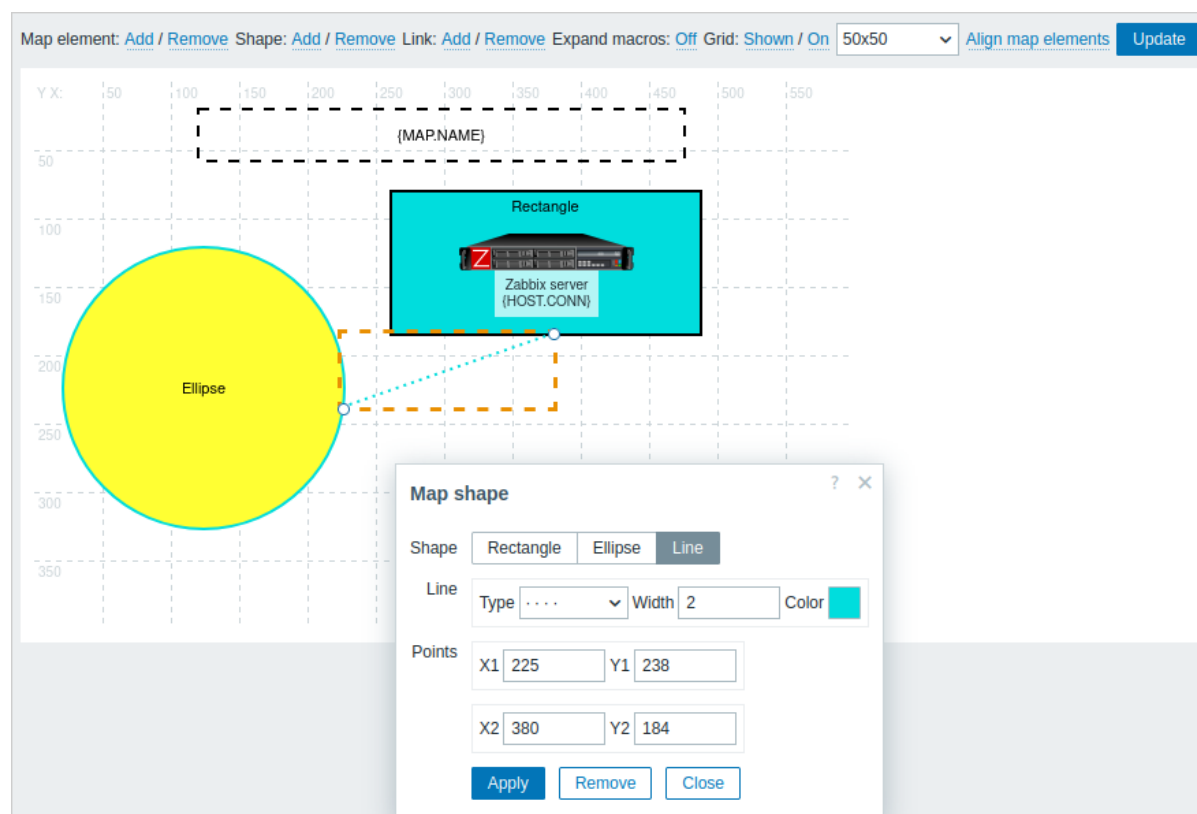 Map element: Add / Remove Shape: Add / Remove Link: Add / Remove Expand macros: Off Grid: Shown / On 50x50 Align map elements Update
Y X: 50 100 150 200 250 300 350 400 450 500 550
{MAP.NAME}
50
Rectangle
100
Z
Zabbix server
150
{HOST.CONN}
200
Ellipse
250
Map shape ? ×
300
Shape Rectangle Ellipse Line
350
Line Type Width 2 Color
Points X1 225 Y1 238
X2 380 Y2 184
Apply Remove Close